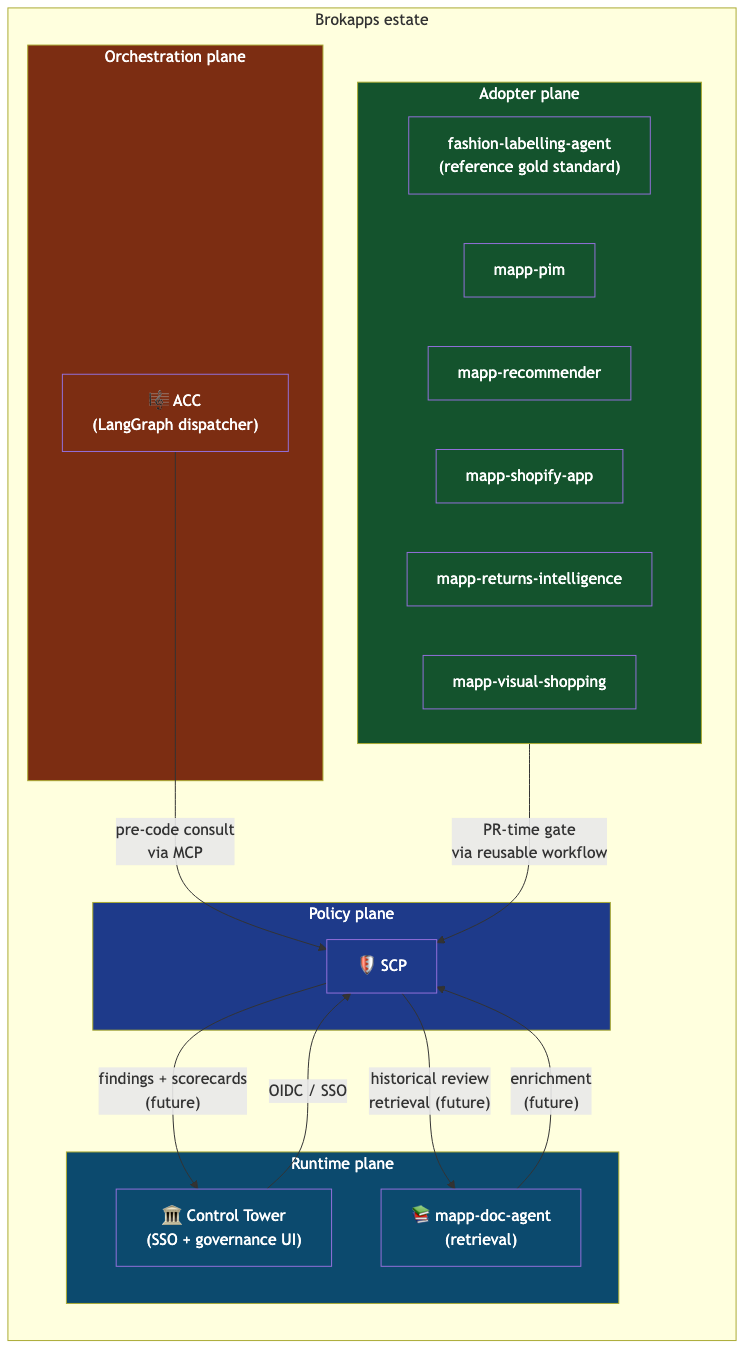 Brokapps estate
Orchestration plane
🎼 ACC
(LangGraph dispatcher)
Adopter plane
fashion-labelling-agent
(reference gold standard)
mapp-pim
mapp-recommender
mapp-shopify-app
mapp-returns-intelligence
mapp-visual-shopping
pre-code consult
via MCP
PR-time gate
via reusable workflow
Policy plane
🛡️ SCP
findings + scorecards
(future)
OIDC / SSO
historical review
retrieval (future)
enrichment
(future)
Runtime plane
🏛️ Control Tower
(SSO + governance UI)
📚 mapp-doc-agent
(retrieval)